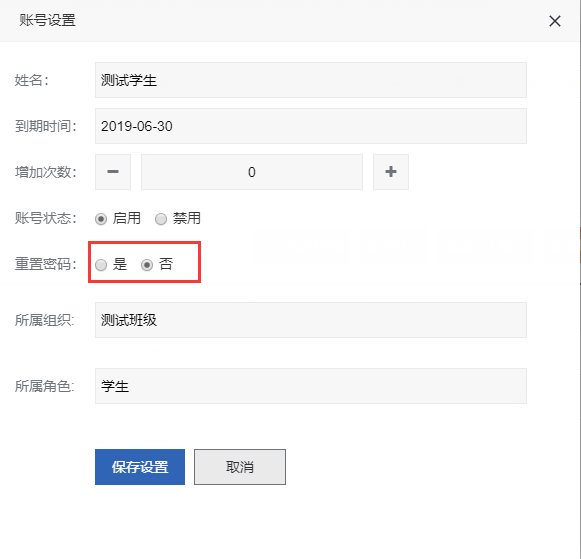 账号设置
姓名：
测试学生
到期时间：
2019-06-30
增加次数：
0
账号状态： 启用 禁用
重置密码： 是 否
所属组织:
测试班级
所属角色:
学生
保存设置 取消